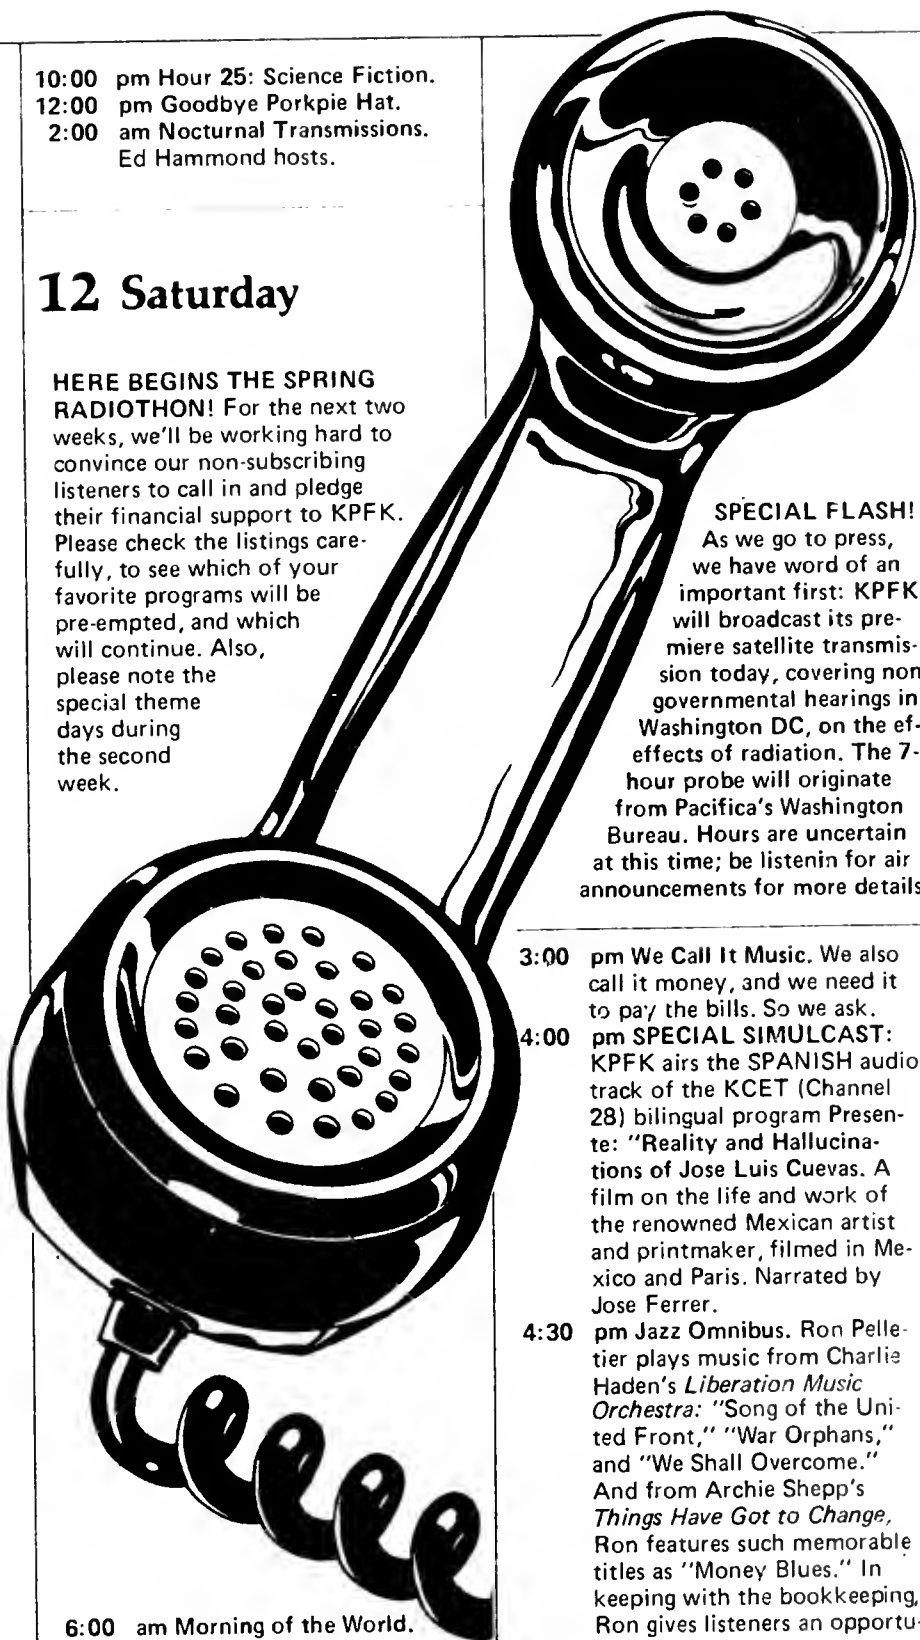 10:00 pm Hour 25: Science Fiction.
12:00 pm Goodbye Porkpie Hat.
2:00 am Nocturnal Transmissions.
Ed Hammond hosts.
12 Saturday
HERE BEGINS THE SPRING
RADIOTHON! For the next two
weeks, we'll be working hard to
convince our non-subscribing
listeners to call in and pledge
their financial support to KPFK.
Please check the listings care-
fully, to see which of your
favorite programs will be
pre-empted, and which
will continue. Also,
please note the
special theme
days during
the second
week.
6:00 am Morning of the World.
SPECIAL FLASH!
As we go to press,
we have word of an
important first: KPFK
will broadcast its pre-
miere satellite transmis-
sion today, covering non
governmental hearings in
Washington DC, on the ef-
effects of radiation. The 7-
hour probe will originate
from Pacifica's Washington
Bureau. Hours are uncertain
at this time; be listenin for air
announcements for more details
3:00 pm We Call It Music. We also
call it money, and we need it
to pay the bills. So we ask.
4:00 pm SPECIAL SIMULCAST:
KPFK airs the SPANISH audio
track of the KCET (Channel
28) bilingual program Presen-
te: "Reality and Hallucina-
tions of Jose Luis Cuevas. A
film on the life and work of
the renowned Mexican artist
and printmaker, filmed in Me-
xico and Paris. Narrated by
Jose Ferrer.
4:30 pm Jazz Omnibus. Ron Pelle-
tier plays music from Charlie
Haden's Liberation Music
Orchestra: "Song of the Uni-
ted Front," "War Orphans,"
and "We Shall Overcome."
And from Archie Shepp's
Things Have Got to Change,
Ron features such memorable
titles as "Money Blues." In
keeping with the bookkeeping,
Ron gives listeners an opportu-